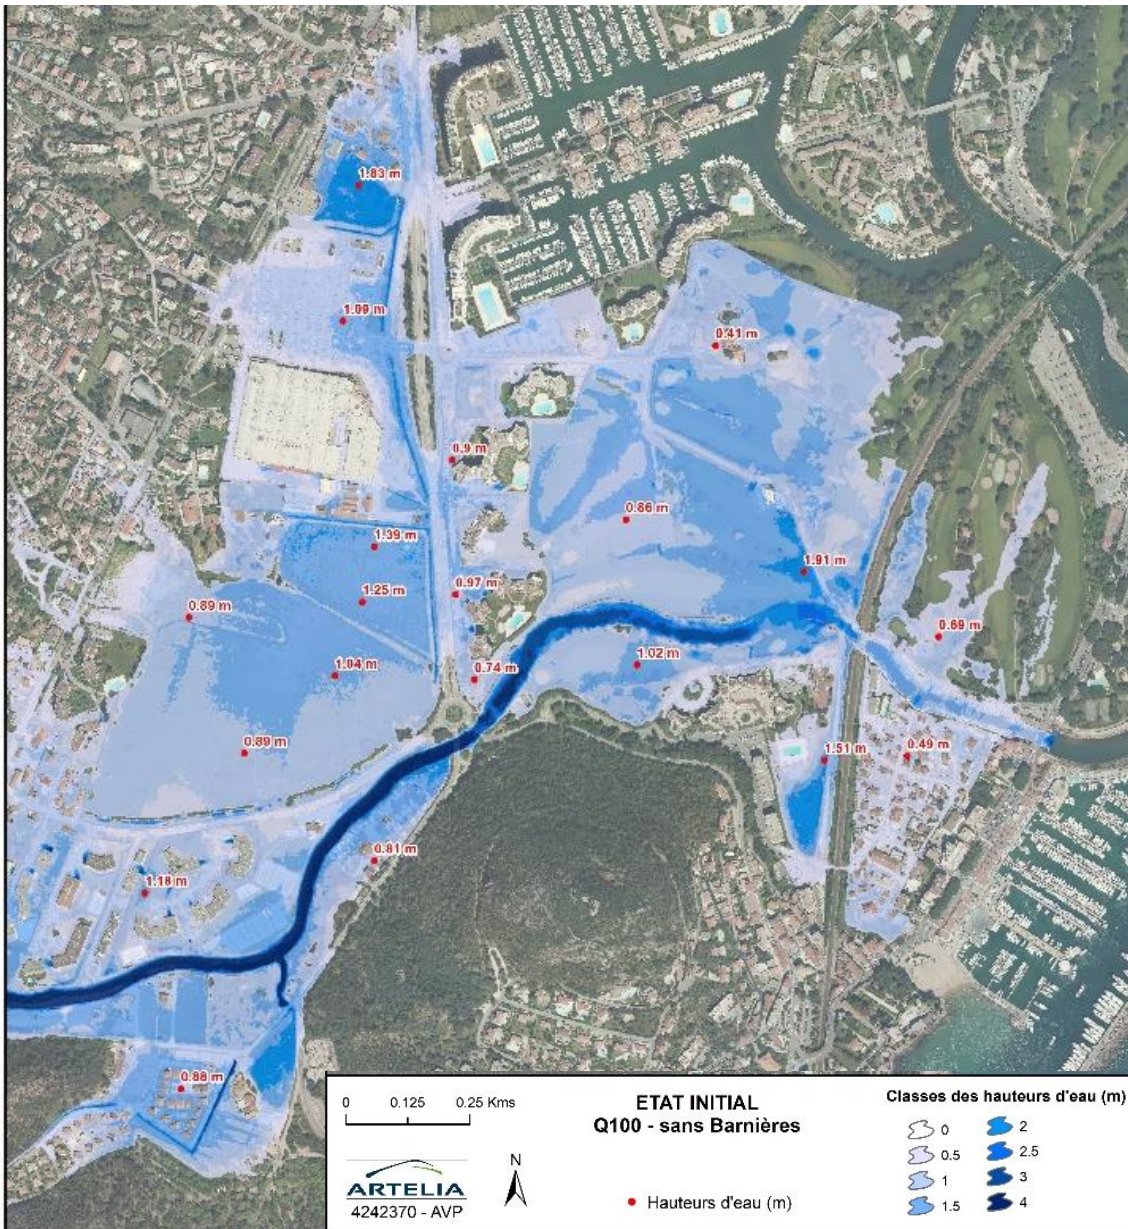 1.83 m
1.09 m
0.41 m
0.9 m
0.86 m
1.39 m
1.91 m
1.25 m
0.97 m
0.89 m
0.69 m
1.04 m
0.74 m
1.02 m
0.89 m
1.51 m
0.49 m
0.81 m
1.18 m
0.88 m
0 0.125 0.25 Kms
ETAT INITIAL
Q100 - sans Barnières
Classes des hauteurs d'eau (m)
0 2
0.5 2.5
1 3
1.5 4
N
ARTELIA
4242370 - AVP
Hauteurs d'eau (m)